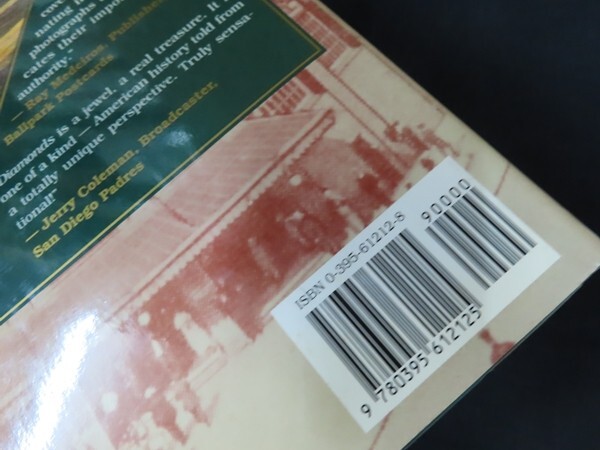 rove
nating
photographs
cates their impo
authority."
— Ray Medeiros, Publisher,
Ballpark Postcards
Diamonds is a jewel, a real treasure. It i
one of a kind — American history told from
a totally unique perspective. Truly sensa-
tional!"
— Jerry Coleman, Broadcaster,
San Diego Padres
ISBN 0-395-61212-8
90000
9 780395 612125